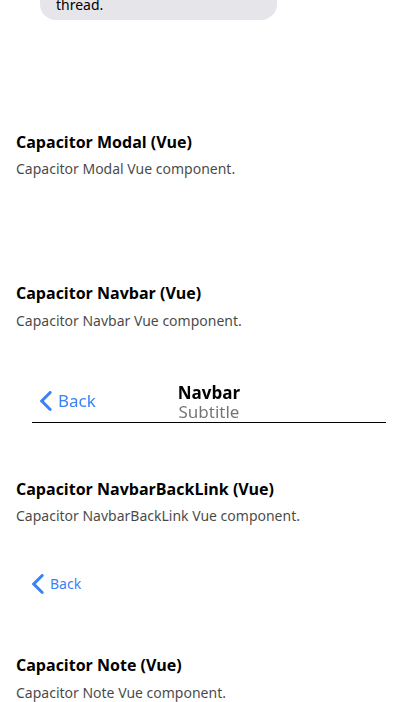 thread.
Capacitor Modal (Vue)
Capacitor Modal Vue component.
Capacitor Navbar (Vue)
Capacitor Navbar Vue component.
Back
Navbar
Subtitle
Capacitor NavbarBackLink (Vue)
Capacitor NavbarBackLink Vue component.
Back
Capacitor Note (Vue)
Capacitor Note Vue component.